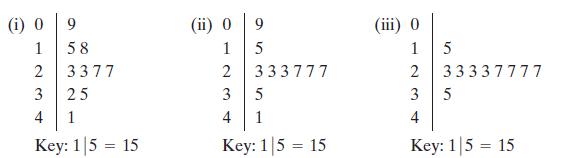 (i) 0 | 9 (ii) 0 | 9 (iii) 0 |
1 | 5 8 1 | 5 1 | 5
2 | 3 3 7 7 2 | 3 3 3 7 7 7 2 | 3 3 3 3 7 7 7 7
3 | 2 5 3 | 5 3 | 5
4 | 1 4 | 1 4 |
Key: 1|5 = 15 Key: 1|5 = 15 Key: 1|5 = 15